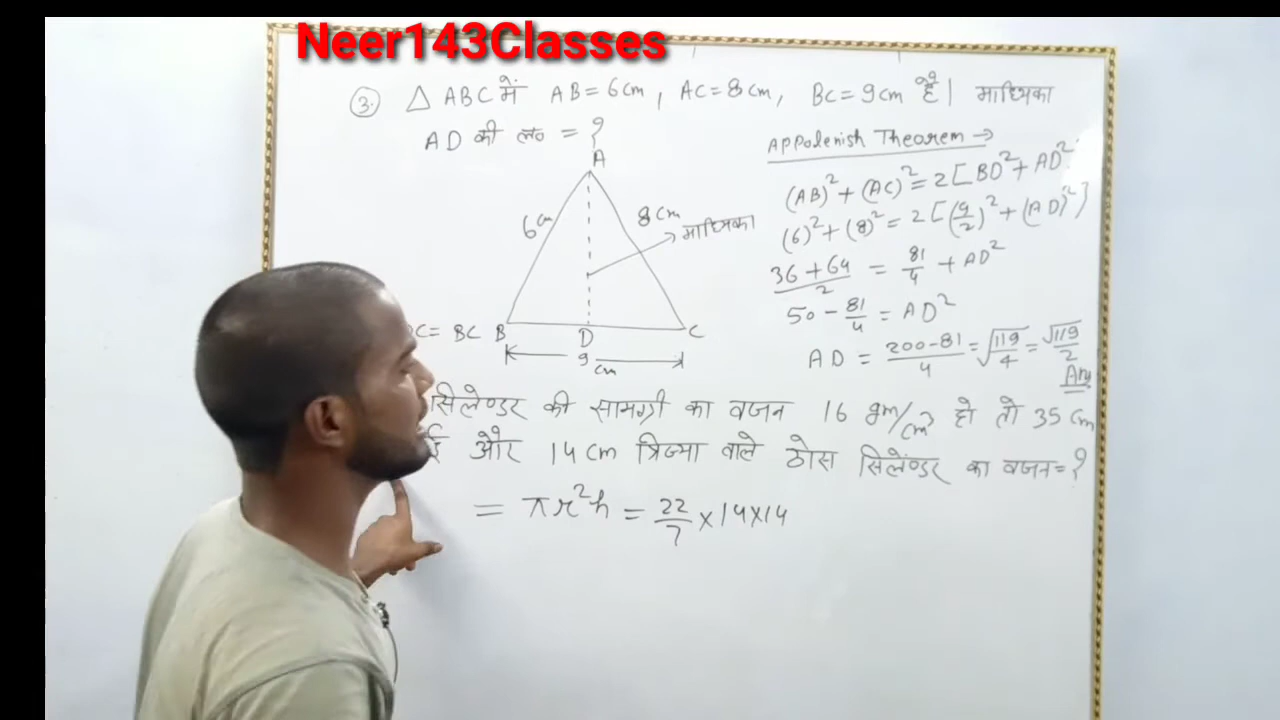 Neer143Classes
3. △ ABC में AB = 6cm, AC = 8cm, BC = 9cm है। माध्यिका
AD की ल० = ?
A
6cm
8cm
माध्यिका
C = BC
B
D
C
9 cm
Appolenish Theorem →
(AB)² + (AC)² = 2[BD² + AD²
(6)² + (8)² = 2[(9/2)² + (AD)²]
36 + 64 / 2 = 81/4 + AD²
50 - 81/4 = AD²
AD = 200-81/4 = √119/4 = √119/2
Ans
सिलेण्डर की सामग्री का वजन 16 gm/cm³ हो तो 35 cm
और 14 cm त्रिज्या वाले ठोस सिलेंण्डर का वजन = ?
= πr²h = 22/7 × 14 × 14